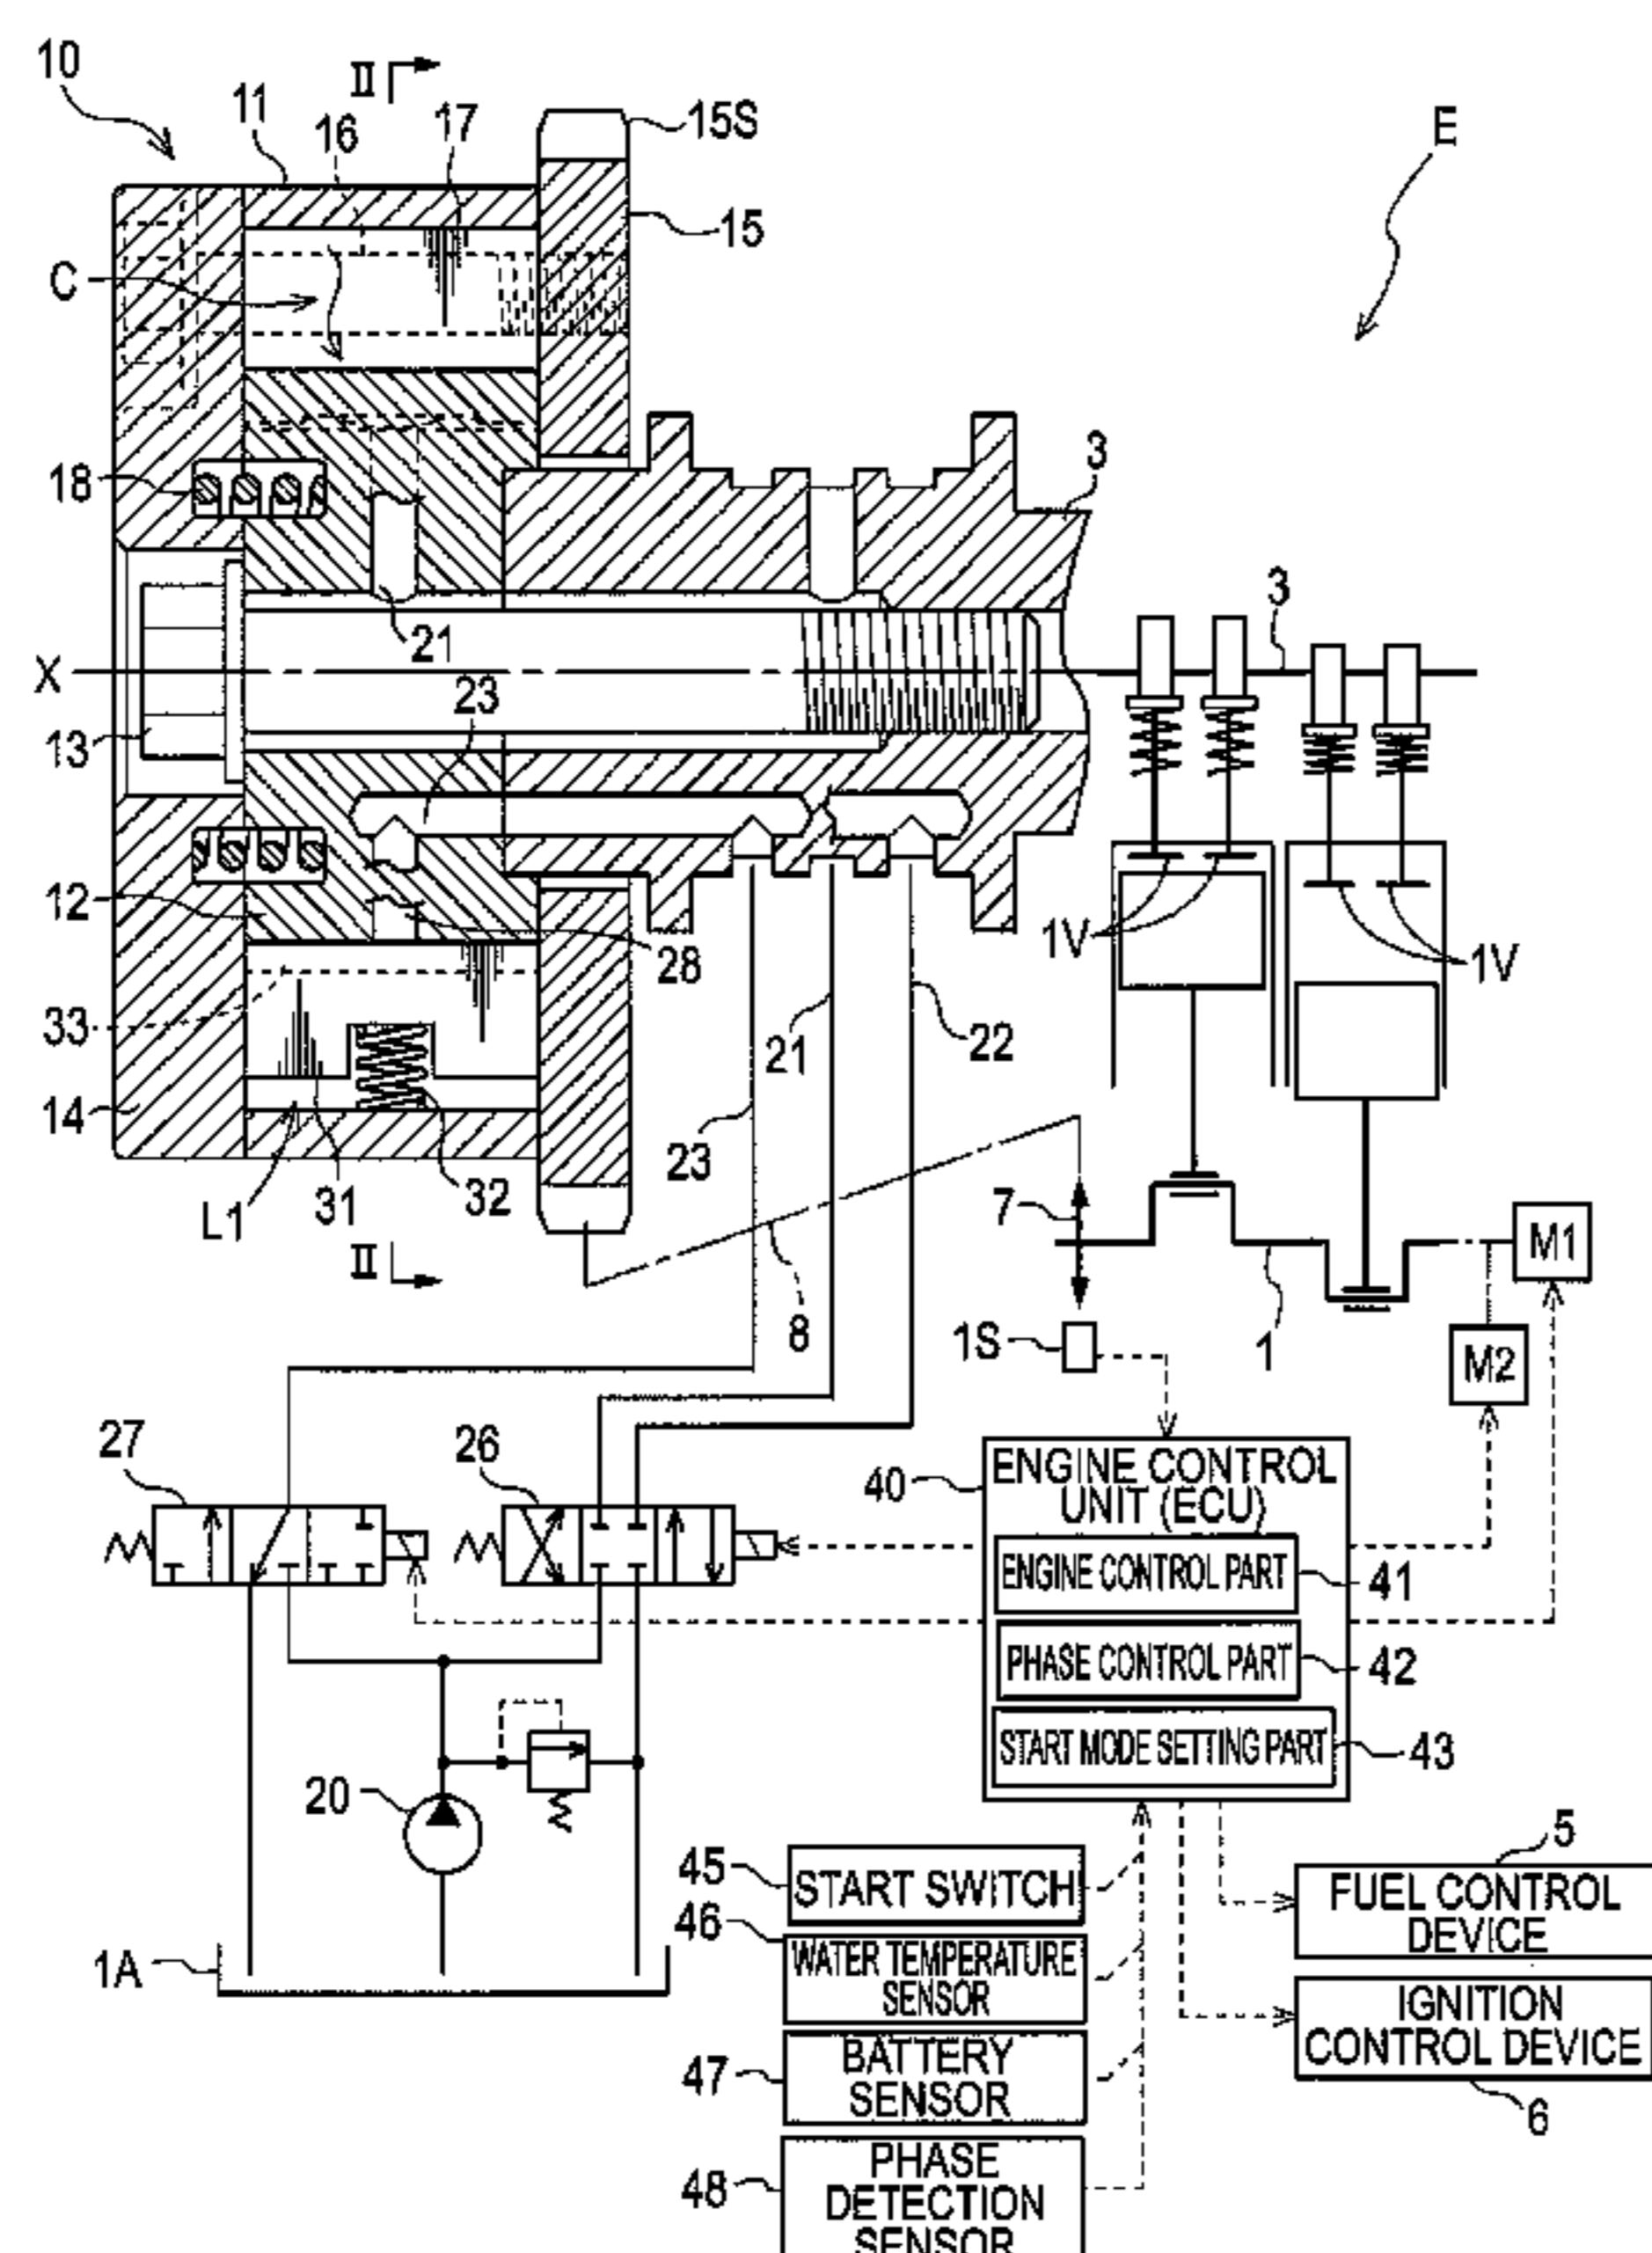 10
II
11
16
17
15S
E
15
C
3
18
21
3
X
23
13
12
28
1V
1V
33
21
22
14
23
L1
31
32
7
M1
II
8
1S
1
M2
27
26
40
ENGINE CONTROL
UNIT (ECU)
ENGINE CONTROL PART
41
PHASE CONTROL PART
42
START MODE SETTING PART
43
20
45
START SWITCH
5
FUEL CONTROL
DEVICE
46
WATER TEMPERATURE
SENSOR
1A
IGNITION
CONTROL DEVICE
47
BATTERY
SENSOR
6
48
PHASE
DETECTION
SENSOR